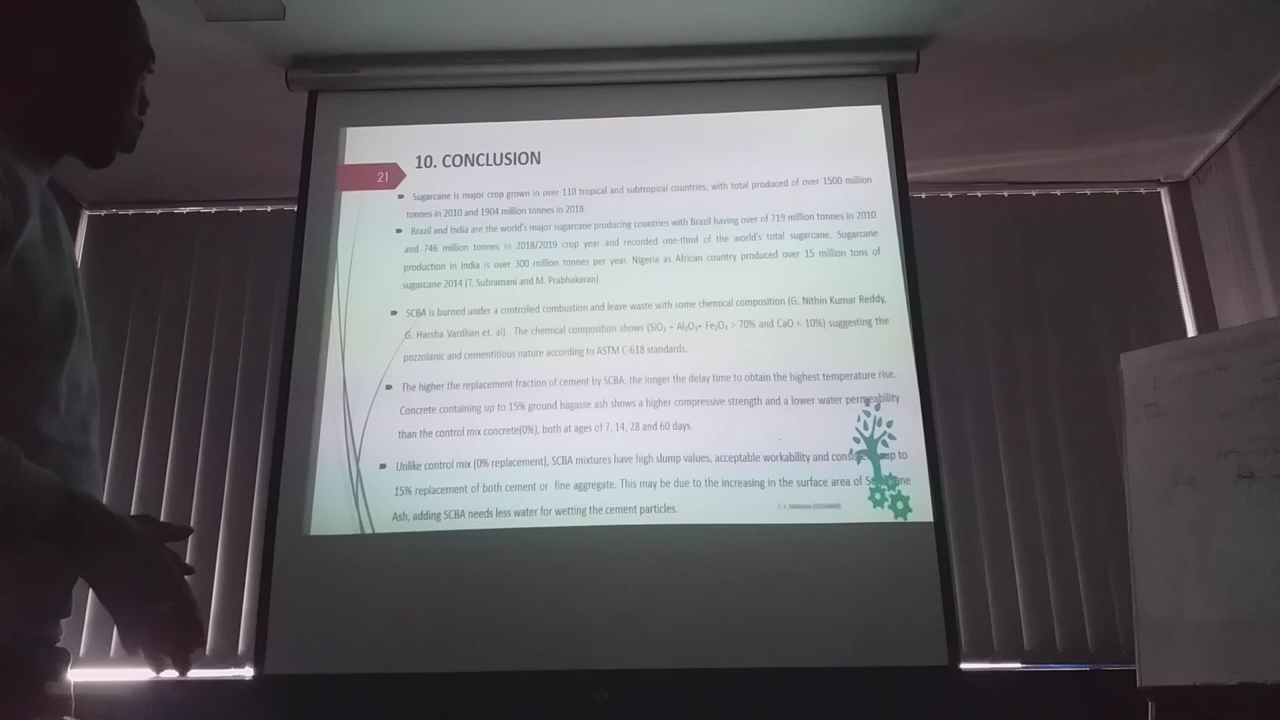 21
10. CONCLUSION
Sugarcane is major crop grown in over 110 tropical and subtropical countries, with total produced of over 1500 million
tonnes in 2010 and 1904 million tonnes in 2018.
Brazil and India are the world's major sugarcane producing countries with Brazil having over of 719 million tonnes in 2010
and 746 million tonnes in 2018/2019 crop year and recorded one-third of the world's total sugarcane. Sugarcane
production in India is over 300 million tonnes per year. Nigeria as African country produced over 15 million tons of
sugarcane 2014 (T. Subramani and M. Prabhakaran).
SCBA is burned under a controlled combustion and leave waste with some chemical composition (G. Nithin Kumar Reddy,
G. Harsha Vardhan et. al). The chemical composition shows (SiO₂ + Al₂O₃+ Fe₂O₃ > 70% and CaO < 10%) suggesting the
pozzolanic and cementitious nature according to ASTM C-618 standards.
The higher the replacement fraction of cement by SCBA, the longer the delay time to obtain the highest temperature rise.
Concrete containing up to 15% ground bagasse ash shows a higher compressive strength and a lower water permeability
than the control mix concrete(0%), both at ages of 7, 14, 28 and 60 days.
Unlike control mix (0% replacement), SCBA mixtures have high slump values, acceptable workability and up to
15% replacement of both cement or fine aggregate. This may be due to the increasing in the surface area of
Ash, adding SCBA needs less water for wetting the cement particles.